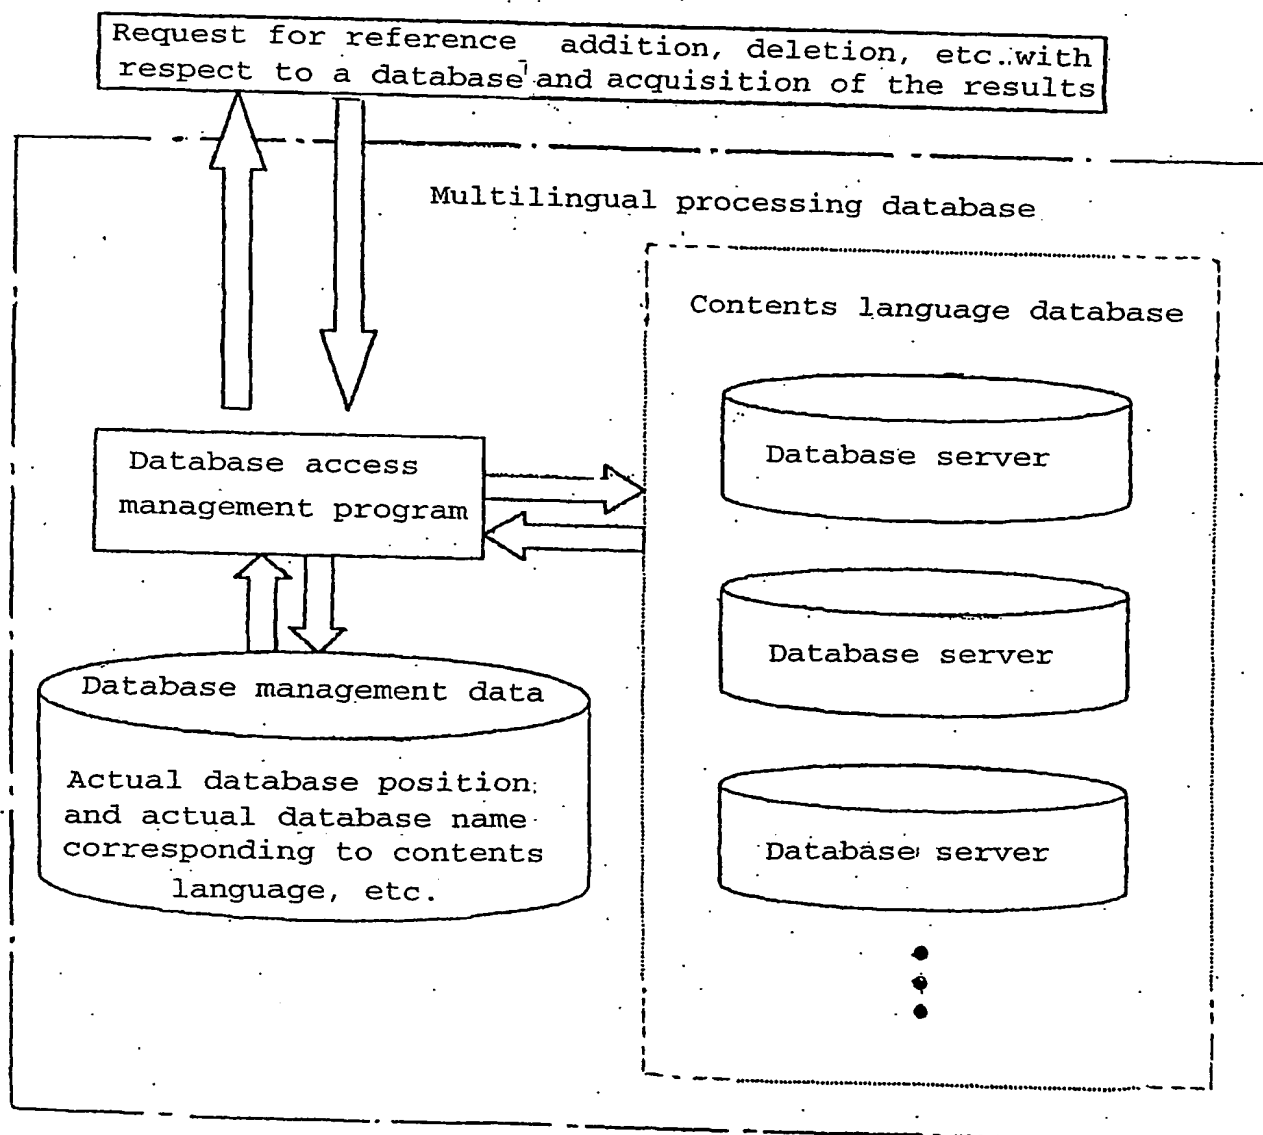 Request for reference, addition, deletion, etc. with
respect to a database and acquisition of the results
Multilingual processing database
Contents language database
Database server
Database access
management program
Database server
Database management data
Actual database position
and actual database name
corresponding to contents
language, etc.
Database server